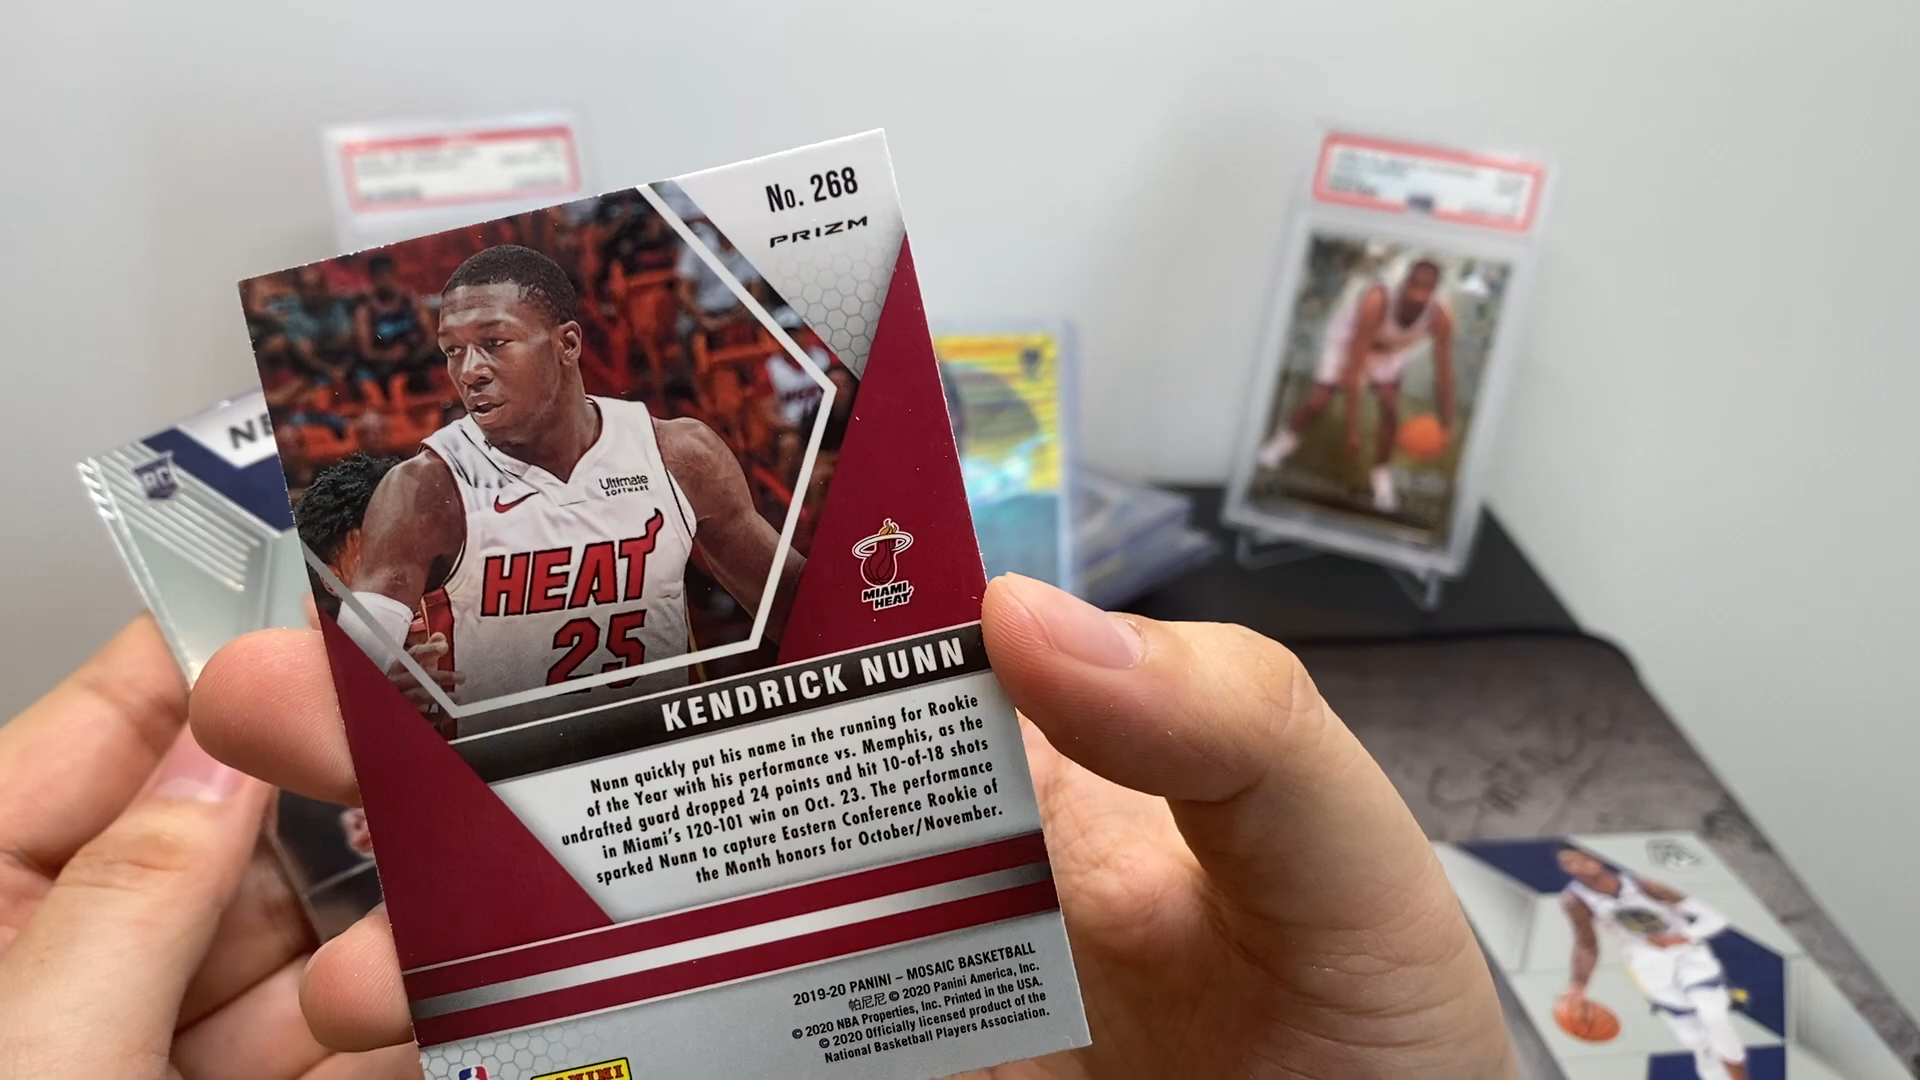 No. 268
PRIZM
NE
RC
Ultimate
SOFTWARE
HEAT
25
MIAMI
HEAT
KENDRICK NUNN
Nunn quickly put his name in the running for Rookie
of the Year with his performance vs. Memphis, as the
undrafted guard dropped 24 points and hit 10-of-18 shots
in Miami's 120-101 win on Oct. 23. The performance
sparked Nunn to capture Eastern Conference Rookie of
the Month honors for October/November.
2019-20 PANINI – MOSAIC BASKETBALL
帕尼尼 © 2020 Panini America, Inc.
© 2020 NBA Properties, Inc. Printed in the USA.
© 2020 Officially licensed product of the
National Basketball Players Association.
PANINI